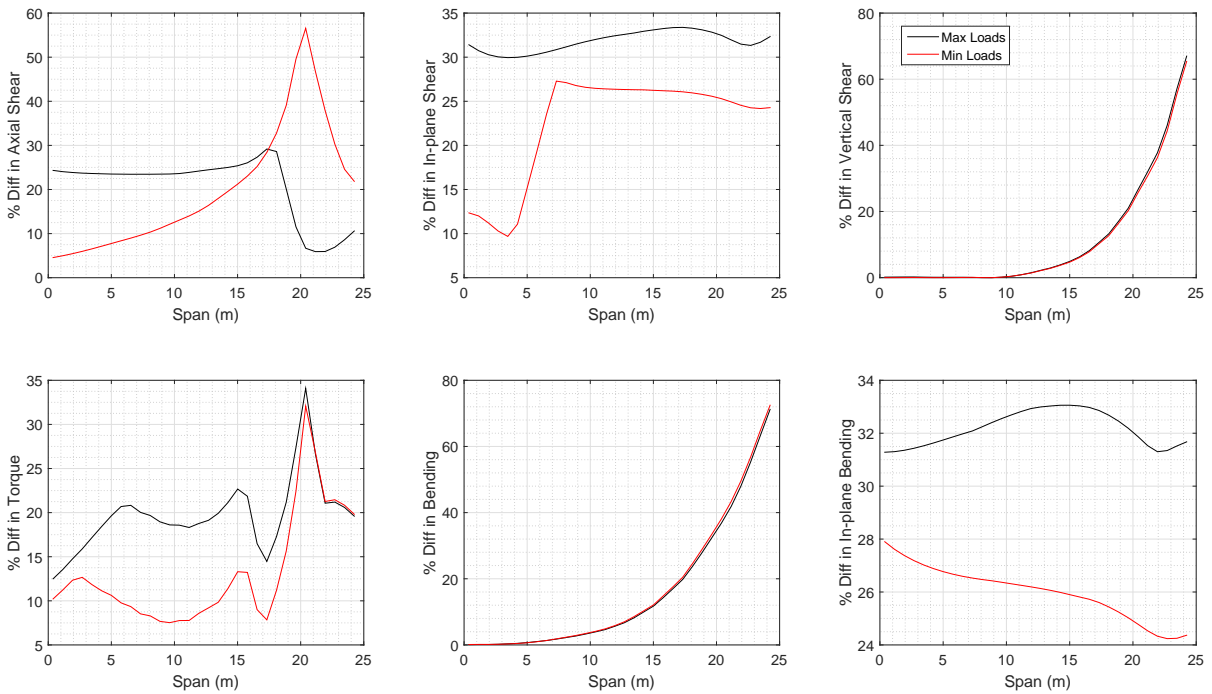 % Diff in Axial Shear
60
50
40
30
20
10
0
0 5 10 15 20 25
Span (m)
% Diff in In-plane Shear
35
30
25
20
15
10
5
0 5 10 15 20 25
Span (m)
% Diff in Vertical Shear
80
60
40
20
0
0 5 10 15 20 25
Span (m)
Max Loads
Min Loads
% Diff in Torque
35
30
25
20
15
10
5
0 5 10 15 20 25
Span (m)
% Diff in Bending
80
60
40
20
0
0 5 10 15 20 25
Span (m)
% Diff in In-plane Bending
34
32
30
28
26
24
0 5 10 15 20 25
Span (m)